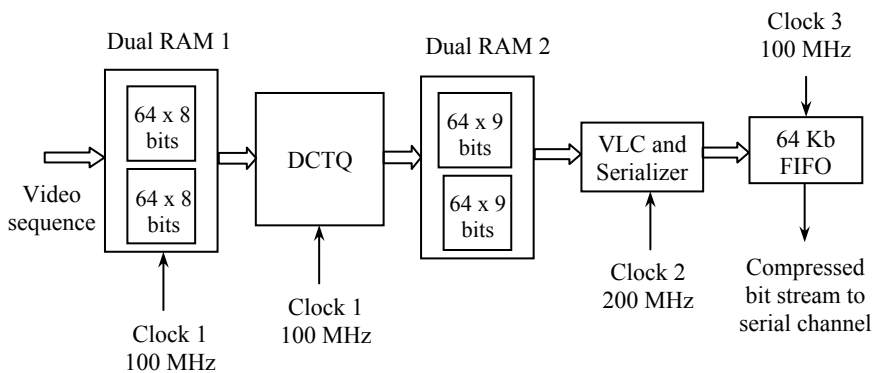 Dual RAM 1
64 x 8
bits
64 x 8
bits
Video
sequence
Clock 1
100 MHz
DCTQ
Clock 1
100 MHz
Dual RAM 2
64 x 9
bits
64 x 9
bits
VLC and
Serializer
Clock 2
200 MHz
Clock 3
100 MHz
64 Kb
FIFO
Compressed
bit stream to
serial channel